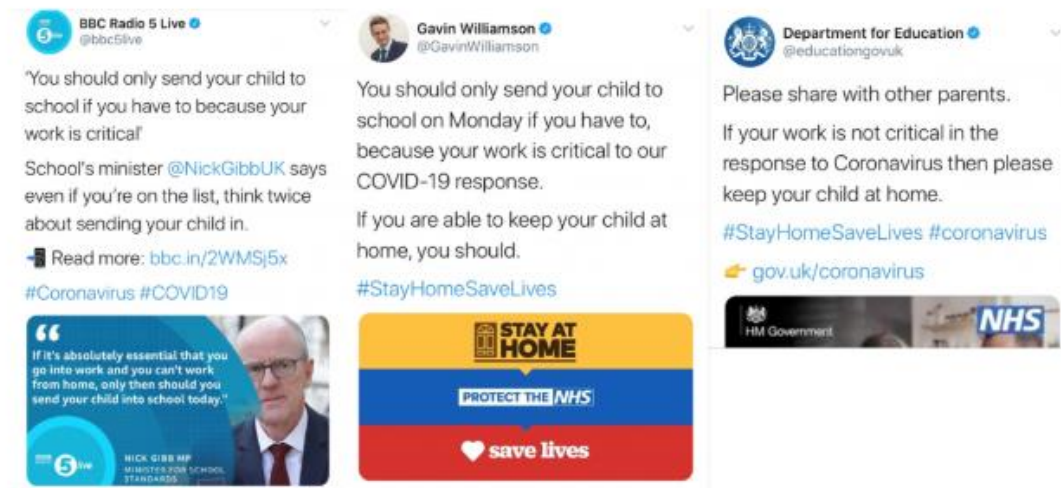 BBC Radio 5 Live
@bbc5live
'You should only send your child to
school if you have to because your
work is critical'
School's minister @NickGibbUK says
even if you're on the list, think twice
about sending your child in.
Read more: bbc.in/2WMSj5x
#Coronavirus #COVID19
If it's absolutely essential that you
go into work and you can't work
from home, only then should you
send your child into school today."
5 live
NICK GIBB MP
MINISTER FOR SCHOOL
STANDARDS
Gavin Williamson
@GavinWilliamson
You should only send your child to
school on Monday if you have to,
because your work is critical to our
COVID-19 response.
If you are able to keep your child at
home, you should.
#StayHomeSaveLives
STAY AT
HOME
PROTECT THE NHS
save lives
Department for Education
@educationgovuk
Please share with other parents.
If your work is not critical in the
response to Coronavirus then please
keep your child at home.
#StayHomeSaveLives #coronavirus
gov.uk/coronavirus
HM Government
NHS